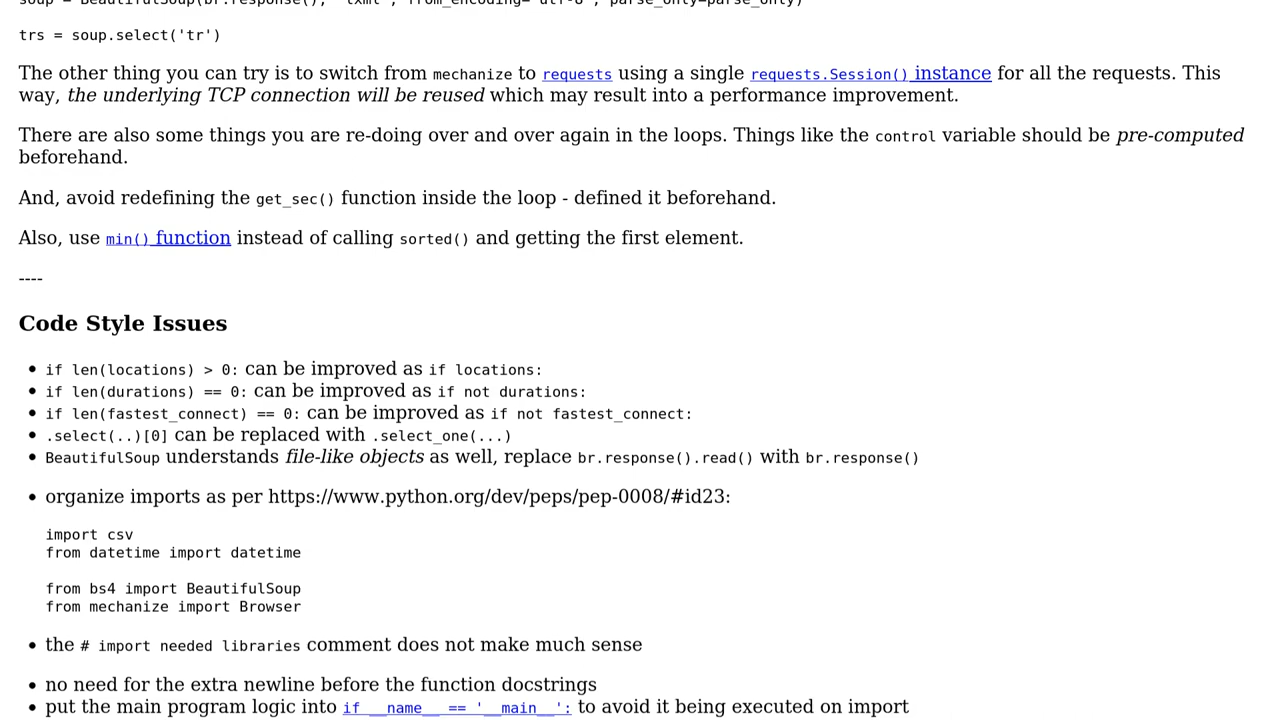 soup = BeautifulSoup(br.response(), 'lxml', from_encoding='utf-8', parse_only=parse_only)
trs = soup.select('tr')
The other thing you can try is to switch from mechanize to requests using a single requests.Session() instance for all the requests. This
way, the underlying TCP connection will be reused which may result into a performance improvement.
There are also some things you are re-doing over and over again in the loops. Things like the control variable should be pre-computed
beforehand.
And, avoid redefining the get_sec() function inside the loop - defined it beforehand.
Also, use min() function instead of calling sorted() and getting the first element.
----
Code Style Issues
• if len(locations) > 0: can be improved as if locations:
• if len(durations) == 0: can be improved as if not durations:
• if len(fastest_connect) == 0: can be improved as if not fastest_connect:
• .select(..)[0] can be replaced with .select_one(...)
• BeautifulSoup understands file-like objects as well, replace br.response().read() with br.response()
• organize imports as per https://www.python.org/dev/peps/pep-0008/#id23:
import csv
from datetime import datetime
from bs4 import BeautifulSoup
from mechanize import Browser
• the # import needed libraries comment does not make much sense
• no need for the extra newline before the function docstrings
• put the main program logic into if __name__ == '__main__': to avoid it being executed on import